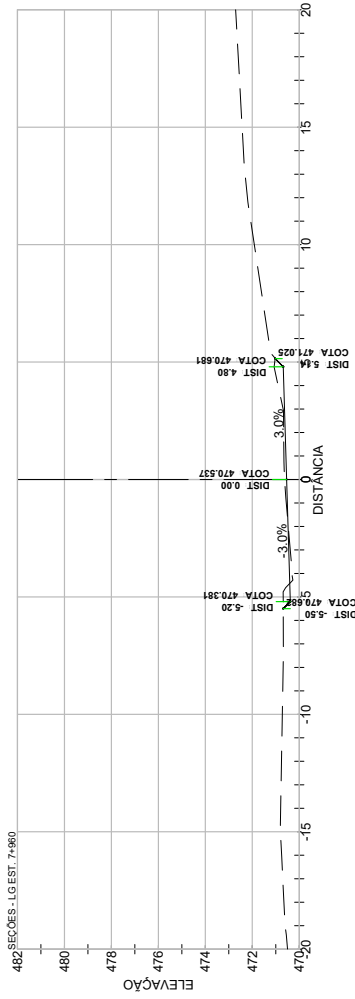 SEÇÕES - LG EST. 7+960
ELEVAÇÃO
482
480
478
476
474
472
470
DIST -5.50
COTA 470.682
DIST -5.20
COTA 470.381
DIST 0.00
COTA 470.537
DIST 4.80
COTA 470.681
DIST 5.14
COTA 471.025
-3.0%
3.0%
-20
-15
-10
-5
0
5
10
15
20
DISTÂNCIA